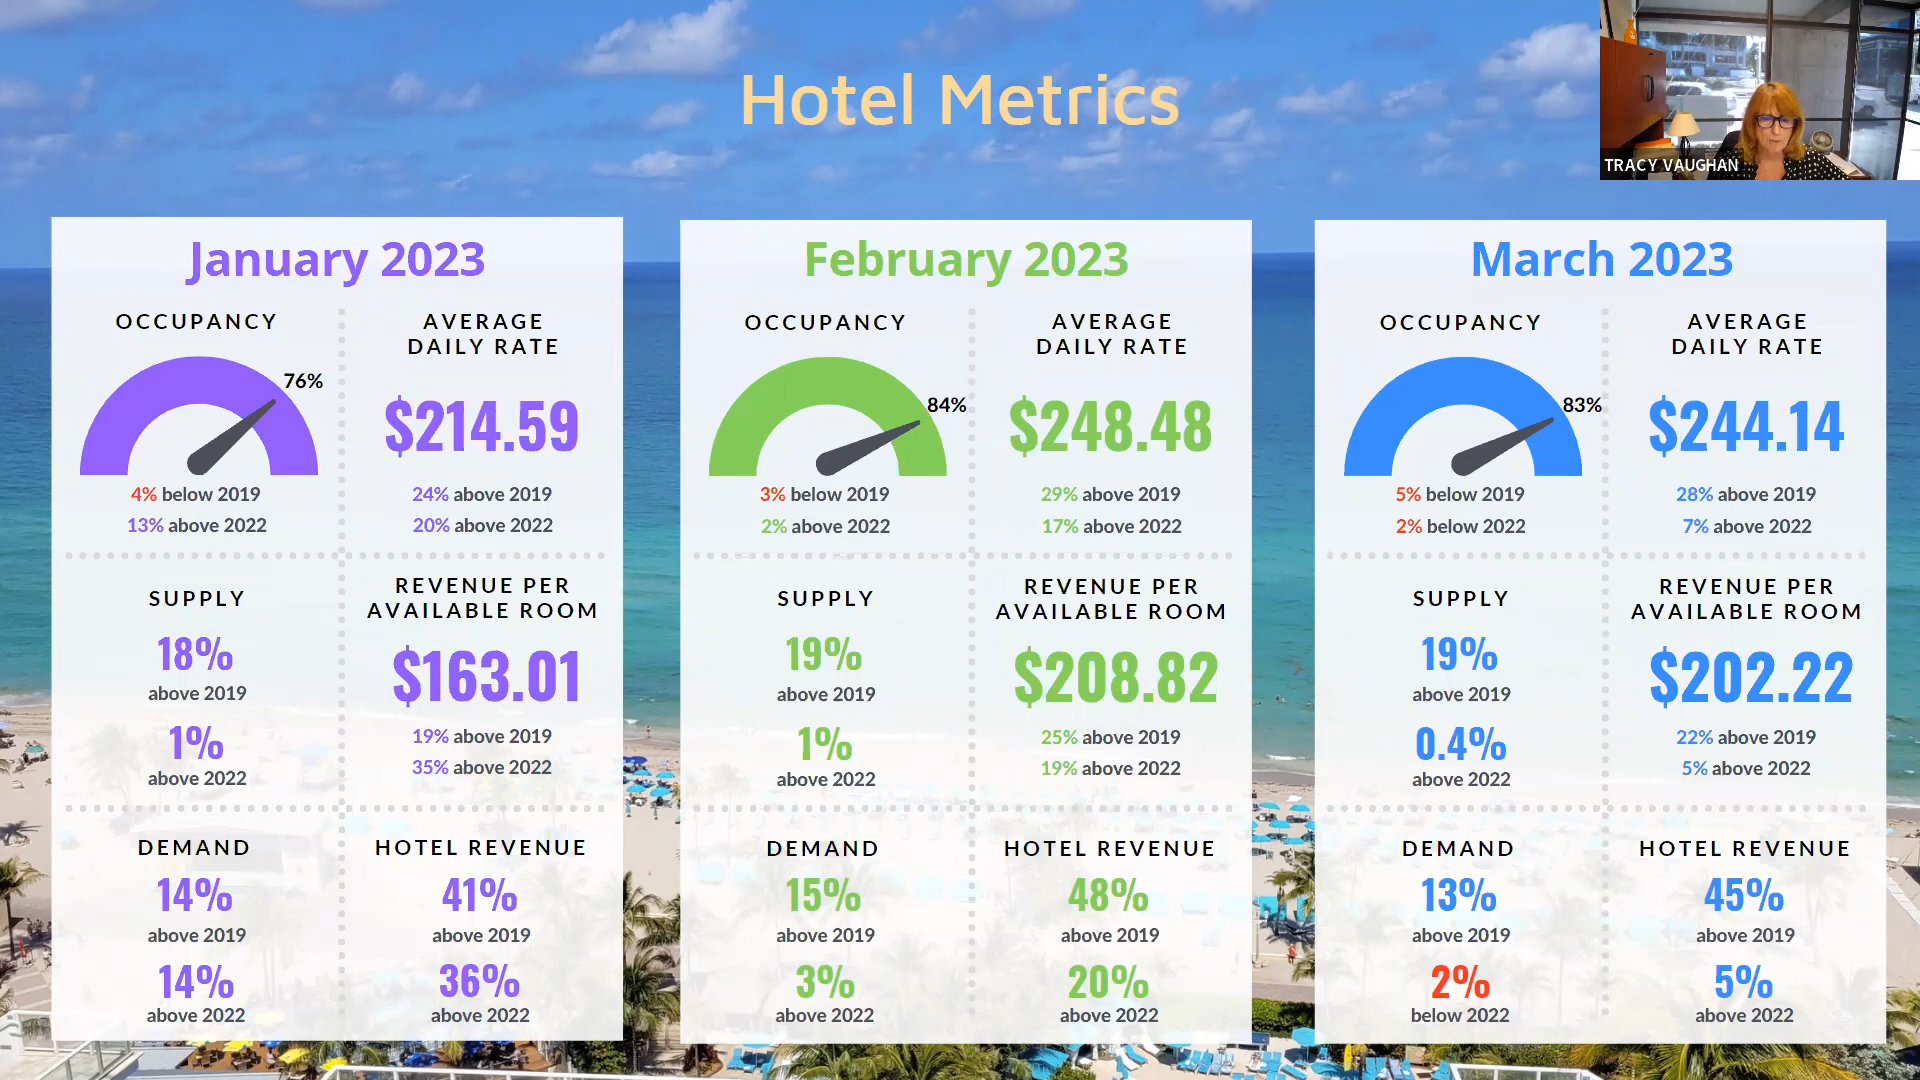 Hotel Metrics
TRACY VAUGHAN
January 2023
OCCUPANCY
76%
4% below 2019
13% above 2022
AVERAGE
DAILY RATE
$214.59
24% above 2019
20% above 2022
SUPPLY
18%
above 2019
1%
above 2022
REVENUE PER
AVAILABLE ROOM
$163.01
19% above 2019
35% above 2022
DEMAND
14%
above 2019
14%
above 2022
HOTEL REVENUE
41%
above 2019
36%
above 2022
February 2023
OCCUPANCY
84%
3% below 2019
2% above 2022
AVERAGE
DAILY RATE
$248.48
29% above 2019
17% above 2022
SUPPLY
19%
above 2019
1%
above 2022
REVENUE PER
AVAILABLE ROOM
$208.82
25% above 2019
19% above 2022
DEMAND
15%
above 2019
3%
above 2022
HOTEL REVENUE
48%
above 2019
20%
above 2022
March 2023
OCCUPANCY
83%
5% below 2019
2% below 2022
AVERAGE
DAILY RATE
$244.14
28% above 2019
7% above 2022
SUPPLY
19%
above 2019
0.4%
above 2022
REVENUE PER
AVAILABLE ROOM
$202.22
22% above 2019
5% above 2022
DEMAND
13%
above 2019
2%
below 2022
HOTEL REVENUE
45%
above 2019
5%
above 2022